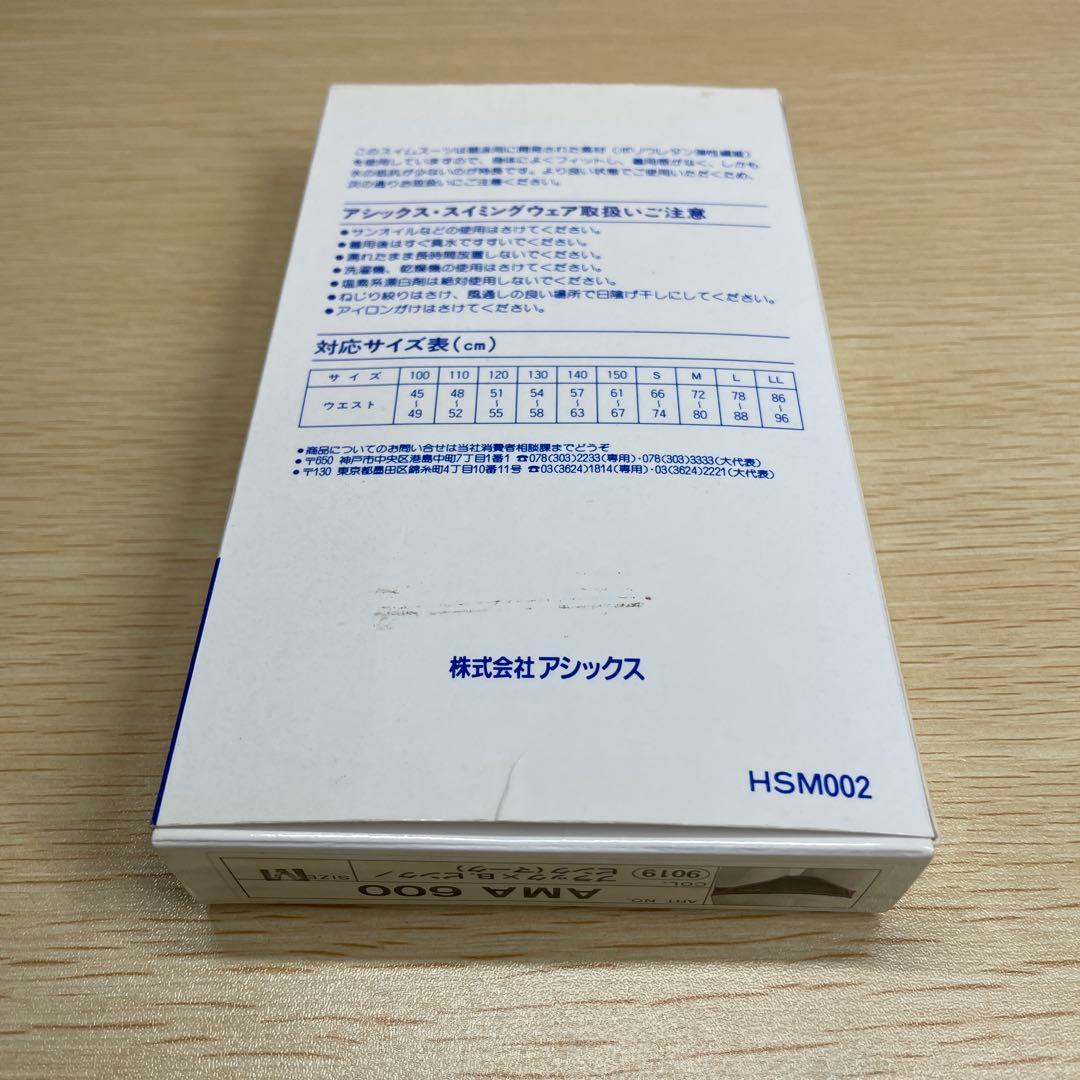 このスイムスーツは競泳用に開発された素材(ポリウレタン弾性繊維)
を使用していますので、身体によくフィットし、着用感がなく、しかも
水の抵抗が少ないのが特長です。より良い状態でご使用いただくため、
次の通りお取扱いにご注意ください。
アシックス・スイミングウェア取扱いご注意
●サンオイルなどの使用はさけてください。
●着用後はすぐ真水ですすいでください。
●濡れたまま長時間放置しないでください。
●洗濯機、乾燥機の使用はさけてください。
●塩素系漂白剤は絶対使用しないでください。
●ねじり絞りはさけ、風通しの良い場所で日陰げ干しにしてください。
●アイロンがけはさけてください。
対応サイズ表(cm)
サイズ 100 110 120 130 140 150 S M L LL
ウエスト 45~49 48~52 51~55 54~58 57~63 61~67 66~74 72~80 78~88 86~96
●商品についてのお問い合せは当社消費者相談課までどうぞ
●〒650 神戸市中央区港島中町7丁目1番1 ☎078(303)2233(専用)・078(303)3333(大代表)
●〒130 東京都墨田区錦糸町4丁目10番11号 ☎03(3624)1814(専用)・03(3624)2221(大代表)
株式会社アシックス
HSM002
ART. NO. AMA 600
COL. 9019 ブラック×B.ピンク/
ピンク(マーク)
SIZE M